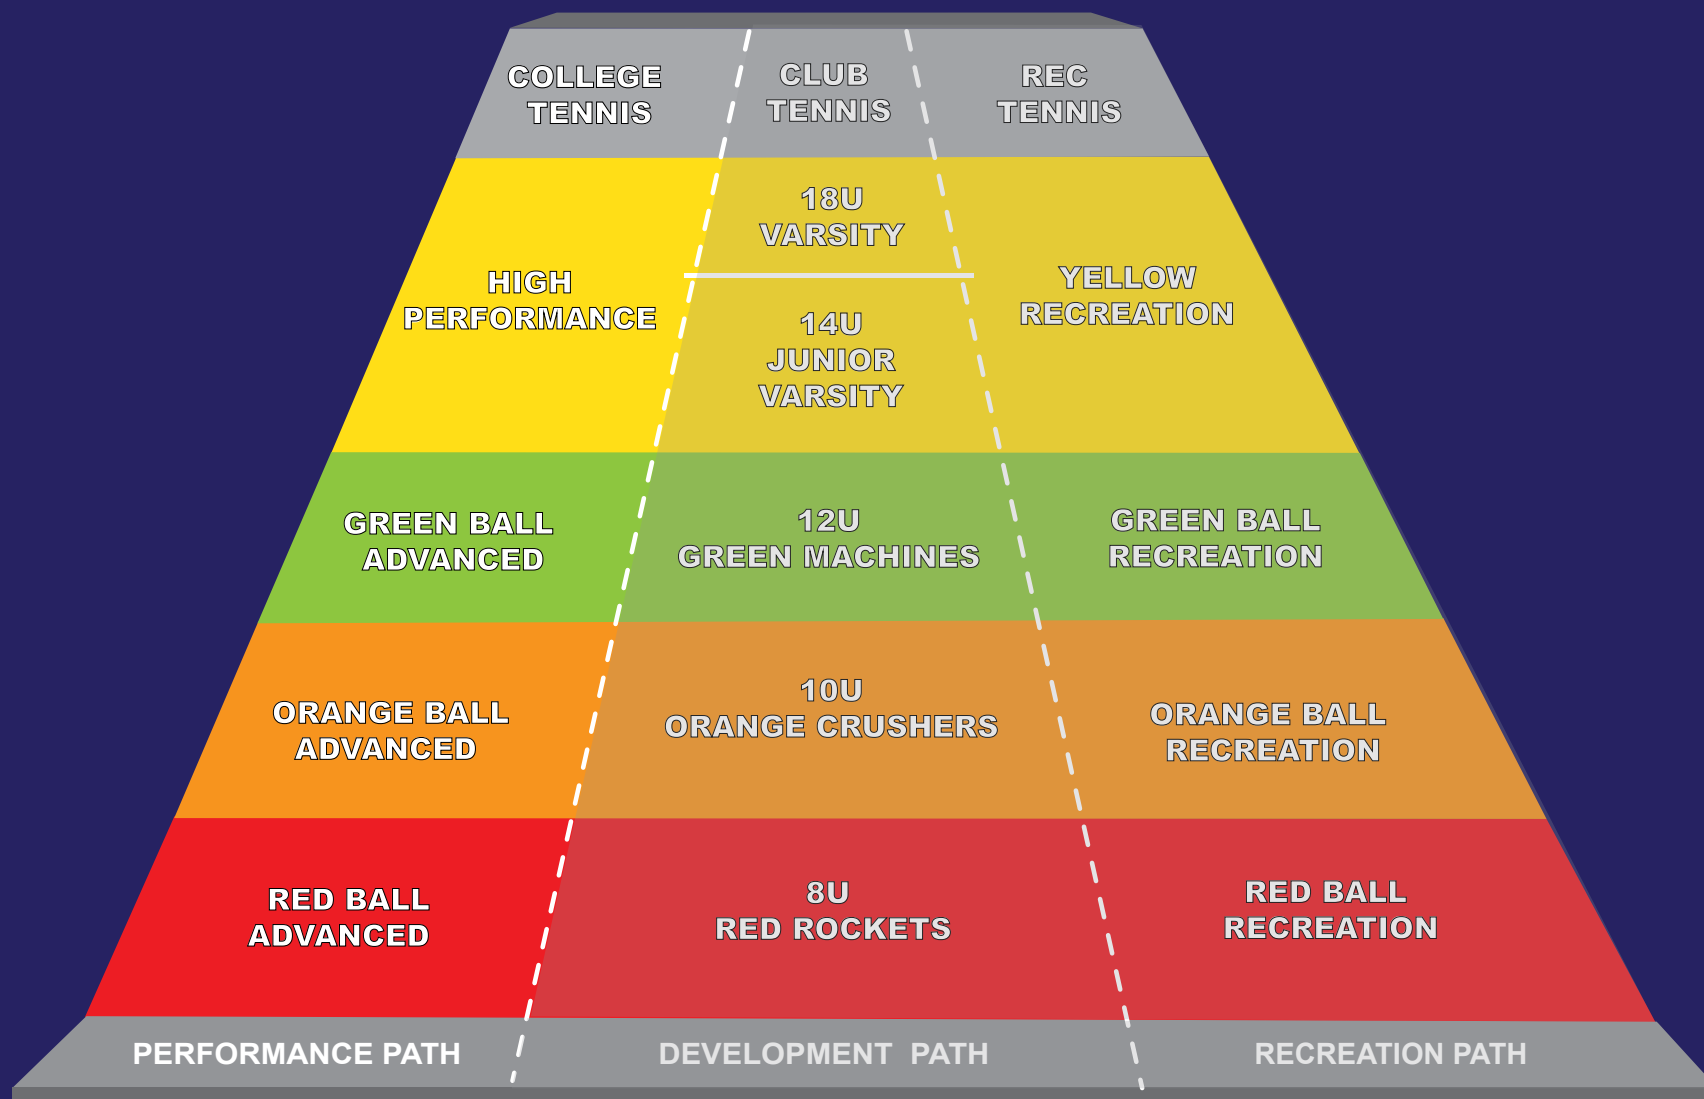 COLLEGE
TENNIS
CLUB
TENNIS
REC
TENNIS
HIGH
PERFORMANCE
18U
VARSITY
14U
JUNIOR
VARSITY
YELLOW
RECREATION
GREEN BALL
ADVANCED
12U
GREEN MACHINES
GREEN BALL
RECREATION
ORANGE BALL
ADVANCED
10U
ORANGE CRUSHERS
ORANGE BALL
RECREATION
RED BALL
ADVANCED
8U
RED ROCKETS
RED BALL
RECREATION
PERFORMANCE PATH
DEVELOPMENT PATH
RECREATION PATH